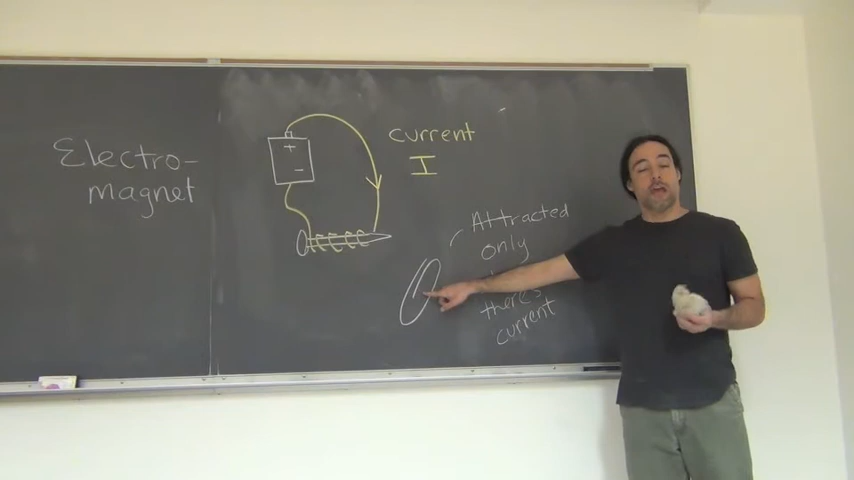 Electro-
magnet
+
-
current
I
Attracted
only
there's
current